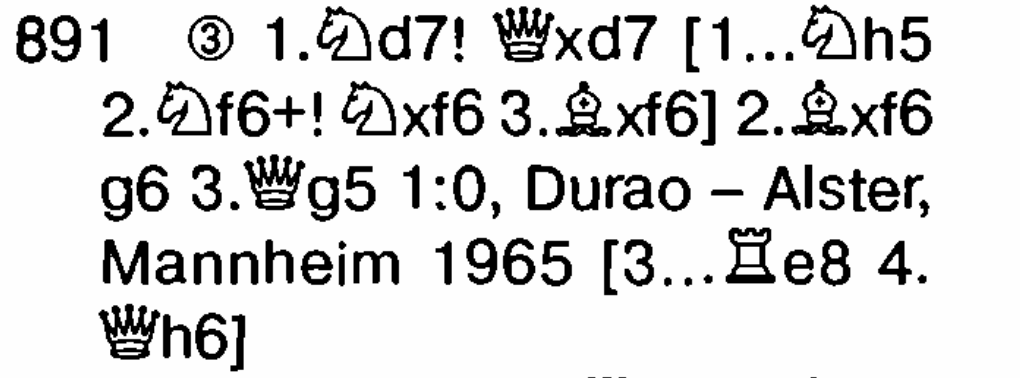 891 ③ 1.♘d7! ♕xd7 [1...♘h5
2.♘f6+! ♘xf6 3.♗xf6] 2.♗xf6
g6 3.♕g5 1:0, Durao – Alster,
Mannheim 1965 [3...♖e8 4.
♕h6]